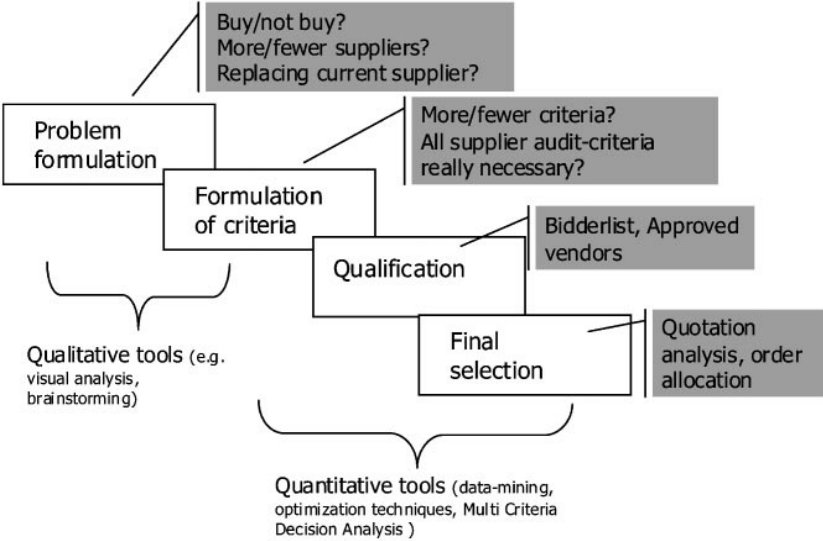 Buy/not buy?
More/fewer suppliers?
Replacing current supplier?
Problem
formulation
More/fewer criteria?
All supplier audit-criteria
really necessary?
Formulation
of criteria
Bidderlist, Approved
vendors
Qualification
Quotation
analysis, order
allocation
Final
selection
Qualitative tools (e.g.
visual analysis,
brainstorming)
Quantitative tools (data-mining,
optimization techniques, Multi Criteria
Decision Analysis )